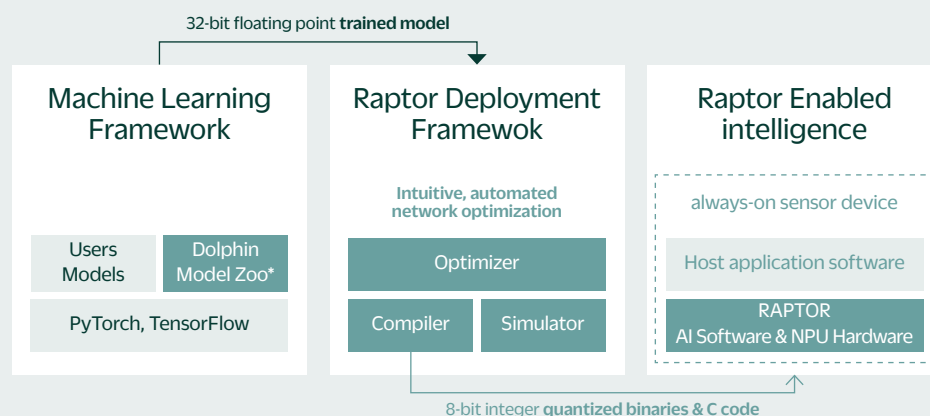 32-bit floating point trained model
Machine Learning
Framework
Users
Models
Dolphin
Model Zoo*
PyTorch, TensorFlow
Raptor Deployment
Framewok
Intuitive, automated
network optimization
Optimizer
Compiler
Simulator
Raptor Enabled
intelligence
always-on sensor device
Host application software
RAPTOR
AI Software & NPU Hardware
8-bit integer quantized binaries & C code